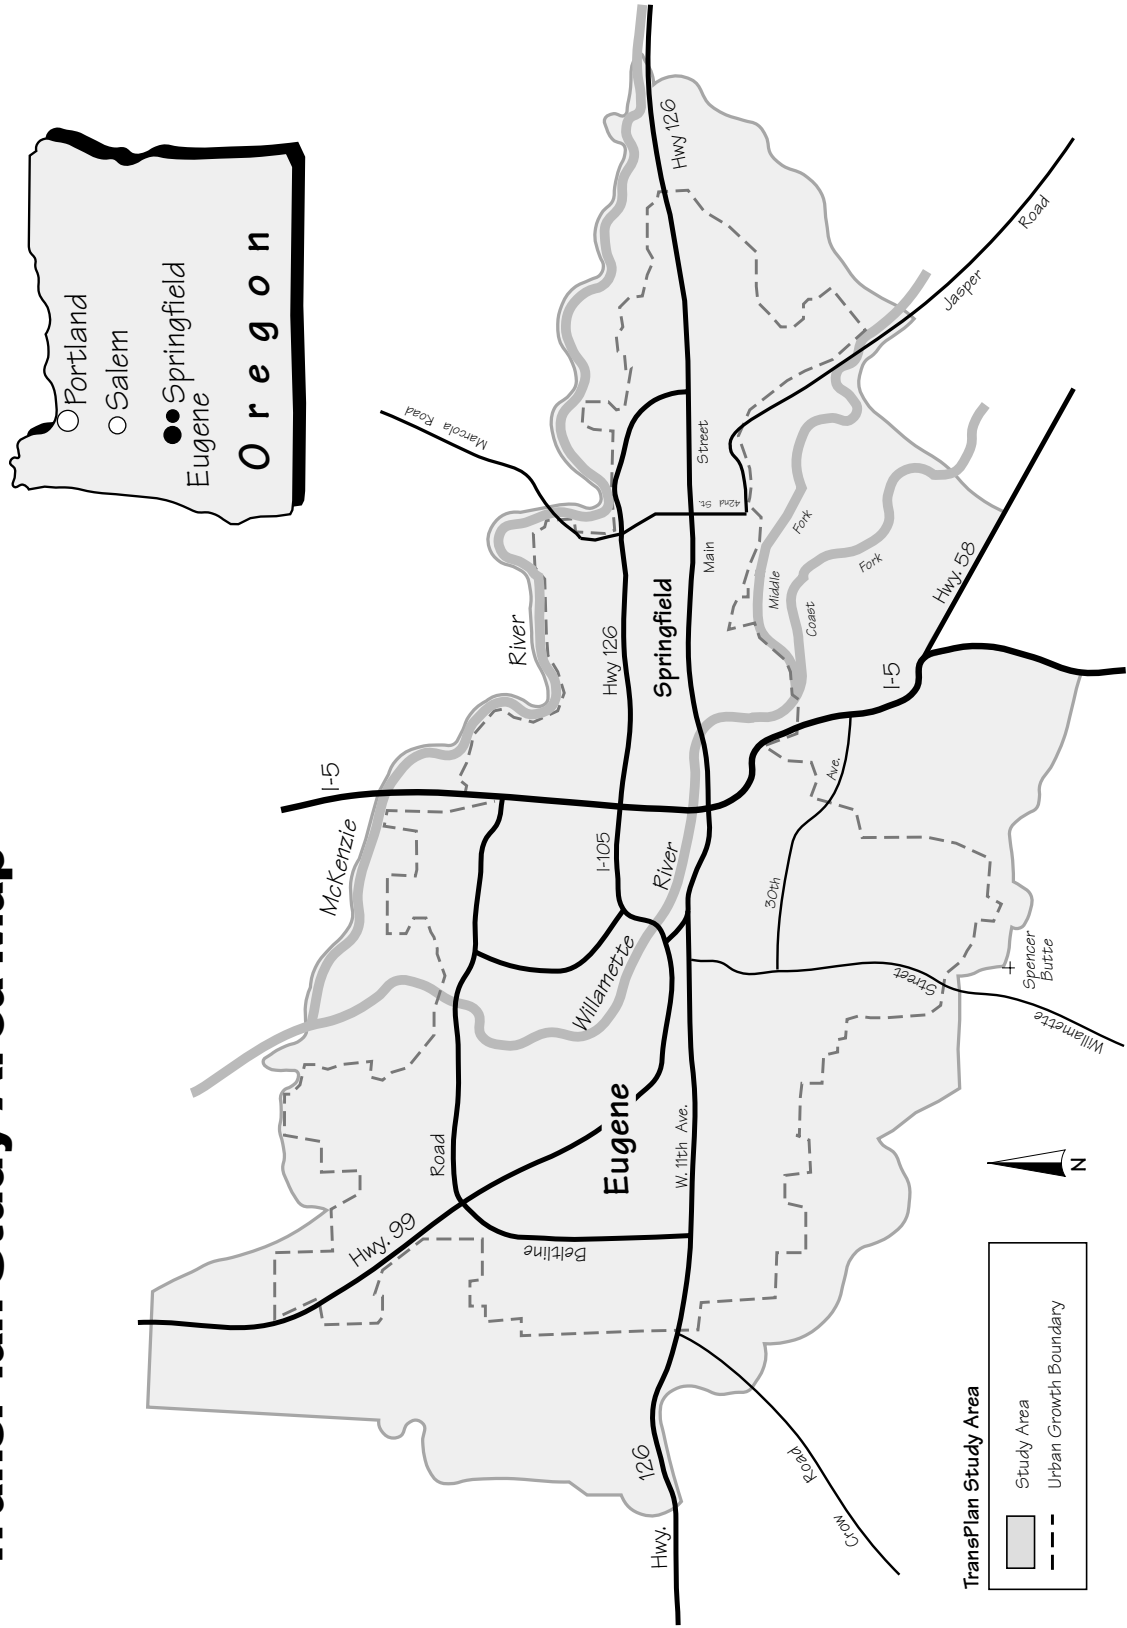 TransPlan Study Area Map
Portland
Salem
Springfield
Eugene
Oregon
Marcola Road
Hwy 126
Jasper
Road
Street
42nd St.
Main
Middle
Fork
Coast
Fork
Hwy. 58
River
Hwy 126
Springfield
I-5
I-5
McKenzie
I-105
River
Willamette
Ave.
30th
Spencer
Butte
Street
Willamette
Road
Eugene
W. 11th Ave.
Hwy. 99
Beltline
N
126
Hwy.
Road
Crow
TransPlan Study Area
Study Area
Urban Growth Boundary